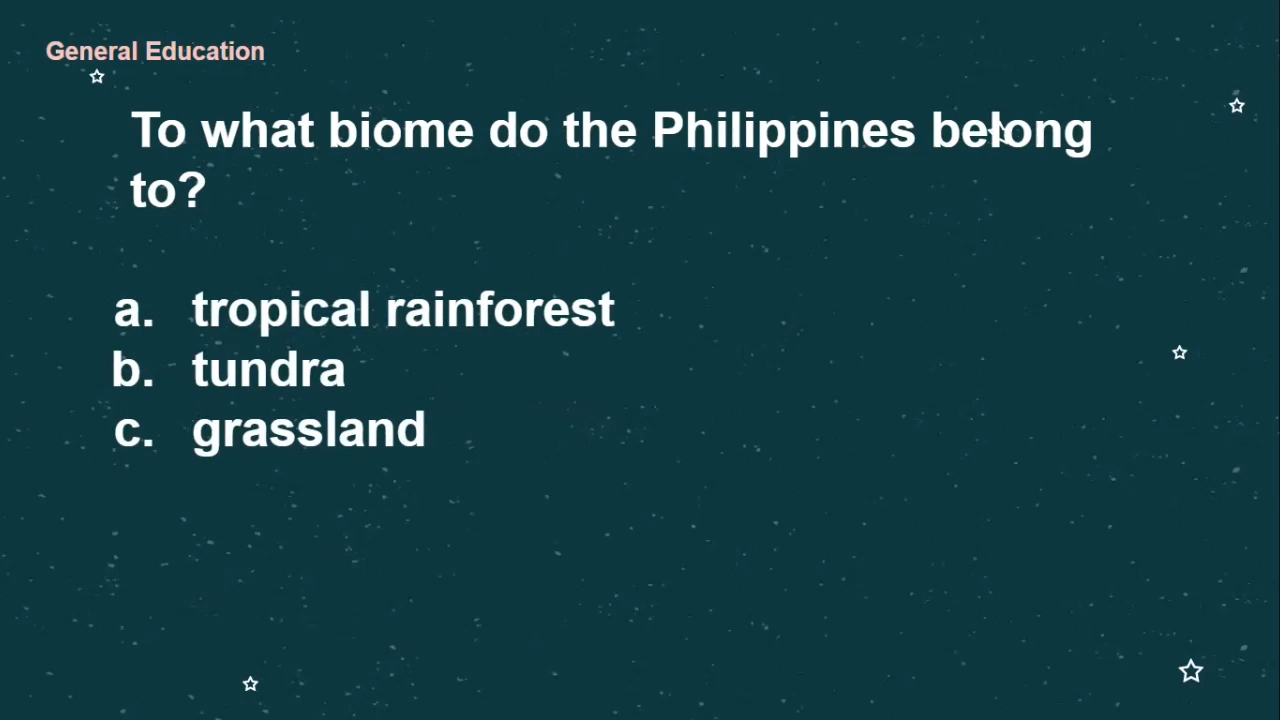 General Education
To what biome do the Philippines belong
to?
a. tropical rainforest
b. tundra
c. grassland